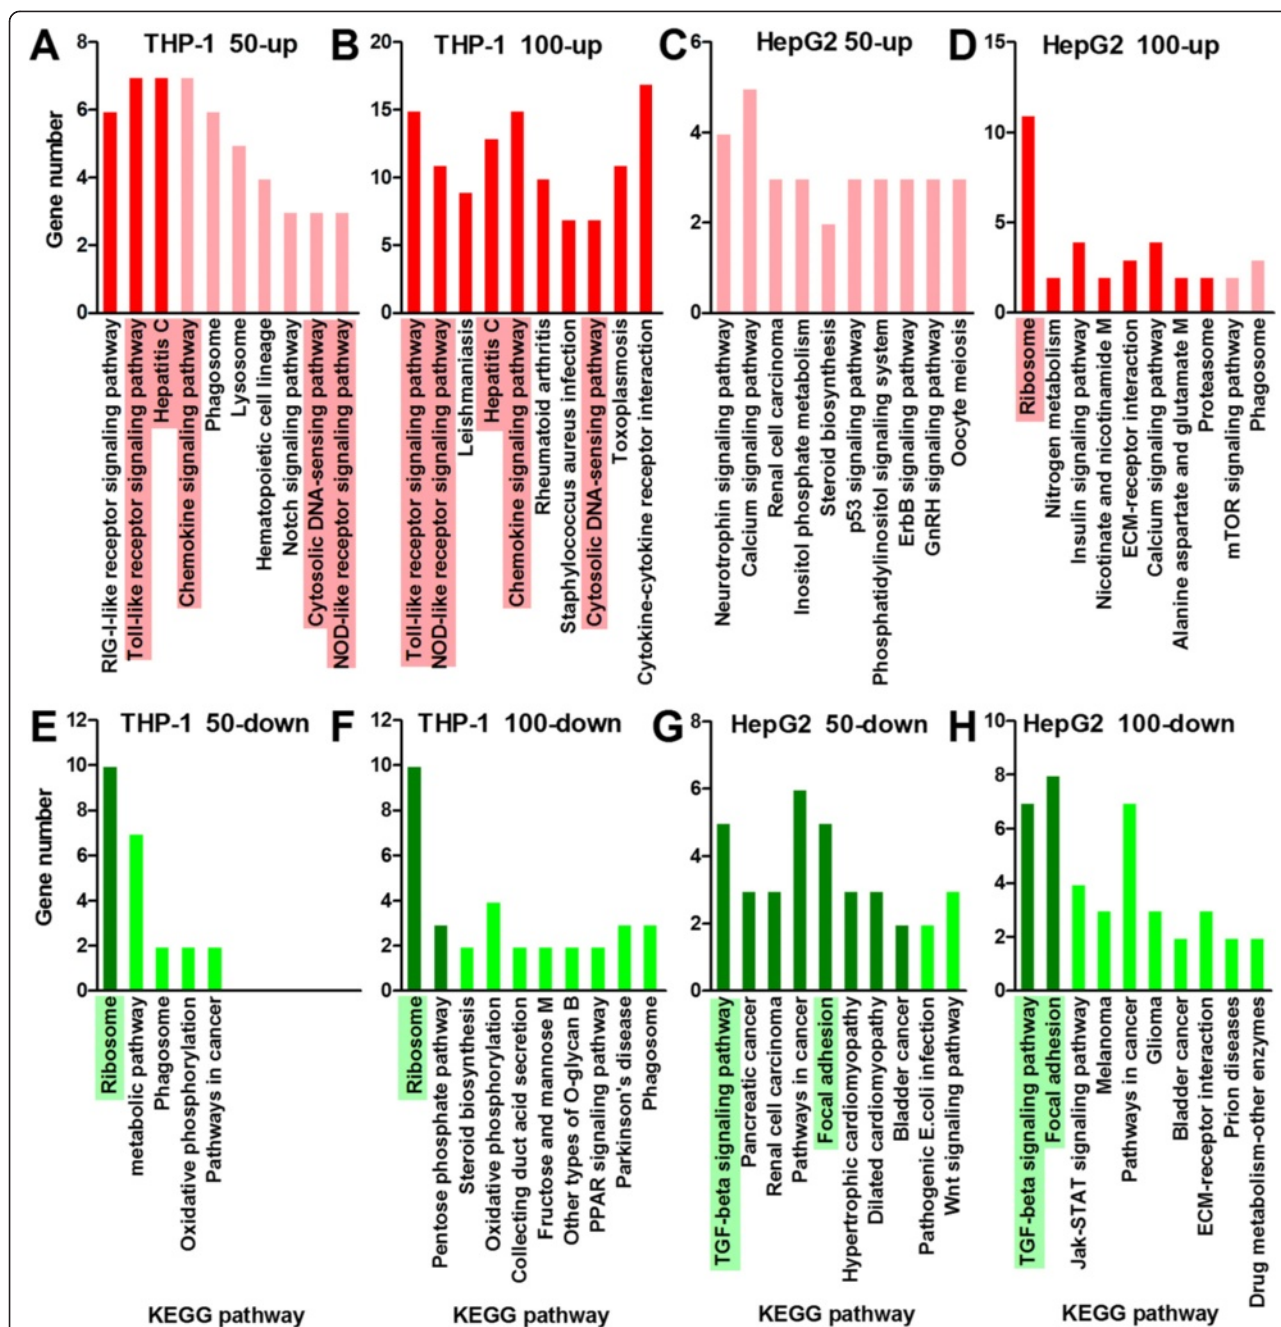 A THP-1 50-up
B THP-1 100-up
C HepG2 50-up
D HepG2 100-up
Gene number
8
6
4
2
0
20
15
10
5
0
6
4
2
0
15
10
5
0
RIG-I-like receptor signaling pathway
Toll-like receptor signaling pathway
Hepatitis C
Chemokine signaling pathway
Phagosome
Lysosome
Hematopoietic cell lineage
Notch signaling pathway
Cytosolic DNA-sensing pathway
NOD-like receptor signaling pathway
Toll-like receptor signaling pathway
NOD-like receptor signaling pathway
Leishmaniasis
Hepatitis C
Chemokine signaling pathway
Rheumatoid arthritis
Staphylococcus aureus infection
Cytosolic DNA-sensing pathway
Toxoplasmosis
Cytokine-cytokine receptor interaction
Neurotrophin signaling pathway
Calcium signaling pathway
Renal cell carcinoma
Inositol phosphate metabolism
Steroid biosynthesis
p53 signaling pathway
Phosphatidylinositol signaling system
ErbB signaling pathway
GnRH signaling pathway
Oocyte meiosis
Ribosome
Nitrogen metabolism
Insulin signaling pathway
Nicotinate and nicotinamide M
ECM-receptor interaction
Calcium signaling pathway
Alanine aspartate and glutamate M
Proteasome
mTOR signaling pathway
Phagosome
E THP-1 50-down
F THP-1 100-down
G HepG2 50-down
H HepG2 100-down
Gene number
12
10
8
6
4
2
0
12
10
8
6
4
2
0
8
6
4
2
0
10
8
6
4
2
0
Ribosome
metabolic pathway
Phagosome
Oxidative phosphorylation
Pathways in cancer
Ribosome
Pentose phosphate pathway
Steroid biosynthesis
Oxidative phosphorylation
Collecting duct acid secretion
Fructose and mannose M
Other types of O-glycan B
PPAR signaling pathway
Parkinson's disease
Phagosome
TGF-beta signaling pathway
Pancreatic cancer
Renal cell carcinoma
Pathways in cancer
Focal adhesion
Hypertrophic cardiomyopathy
Dilated cardiomyopathy
Bladder cancer
Pathogenic E.coli infection
Wnt signaling pathway
TGF-beta signaling pathway
Focal adhesion
Jak-STAT signaling pathway
Melanoma
Pathways in cancer
Glioma
Bladder cancer
ECM-receptor interaction
Prion diseases
Drug metabolism-other enzymes
KEGG pathway
KEGG pathway
KEGG pathway
KEGG pathway